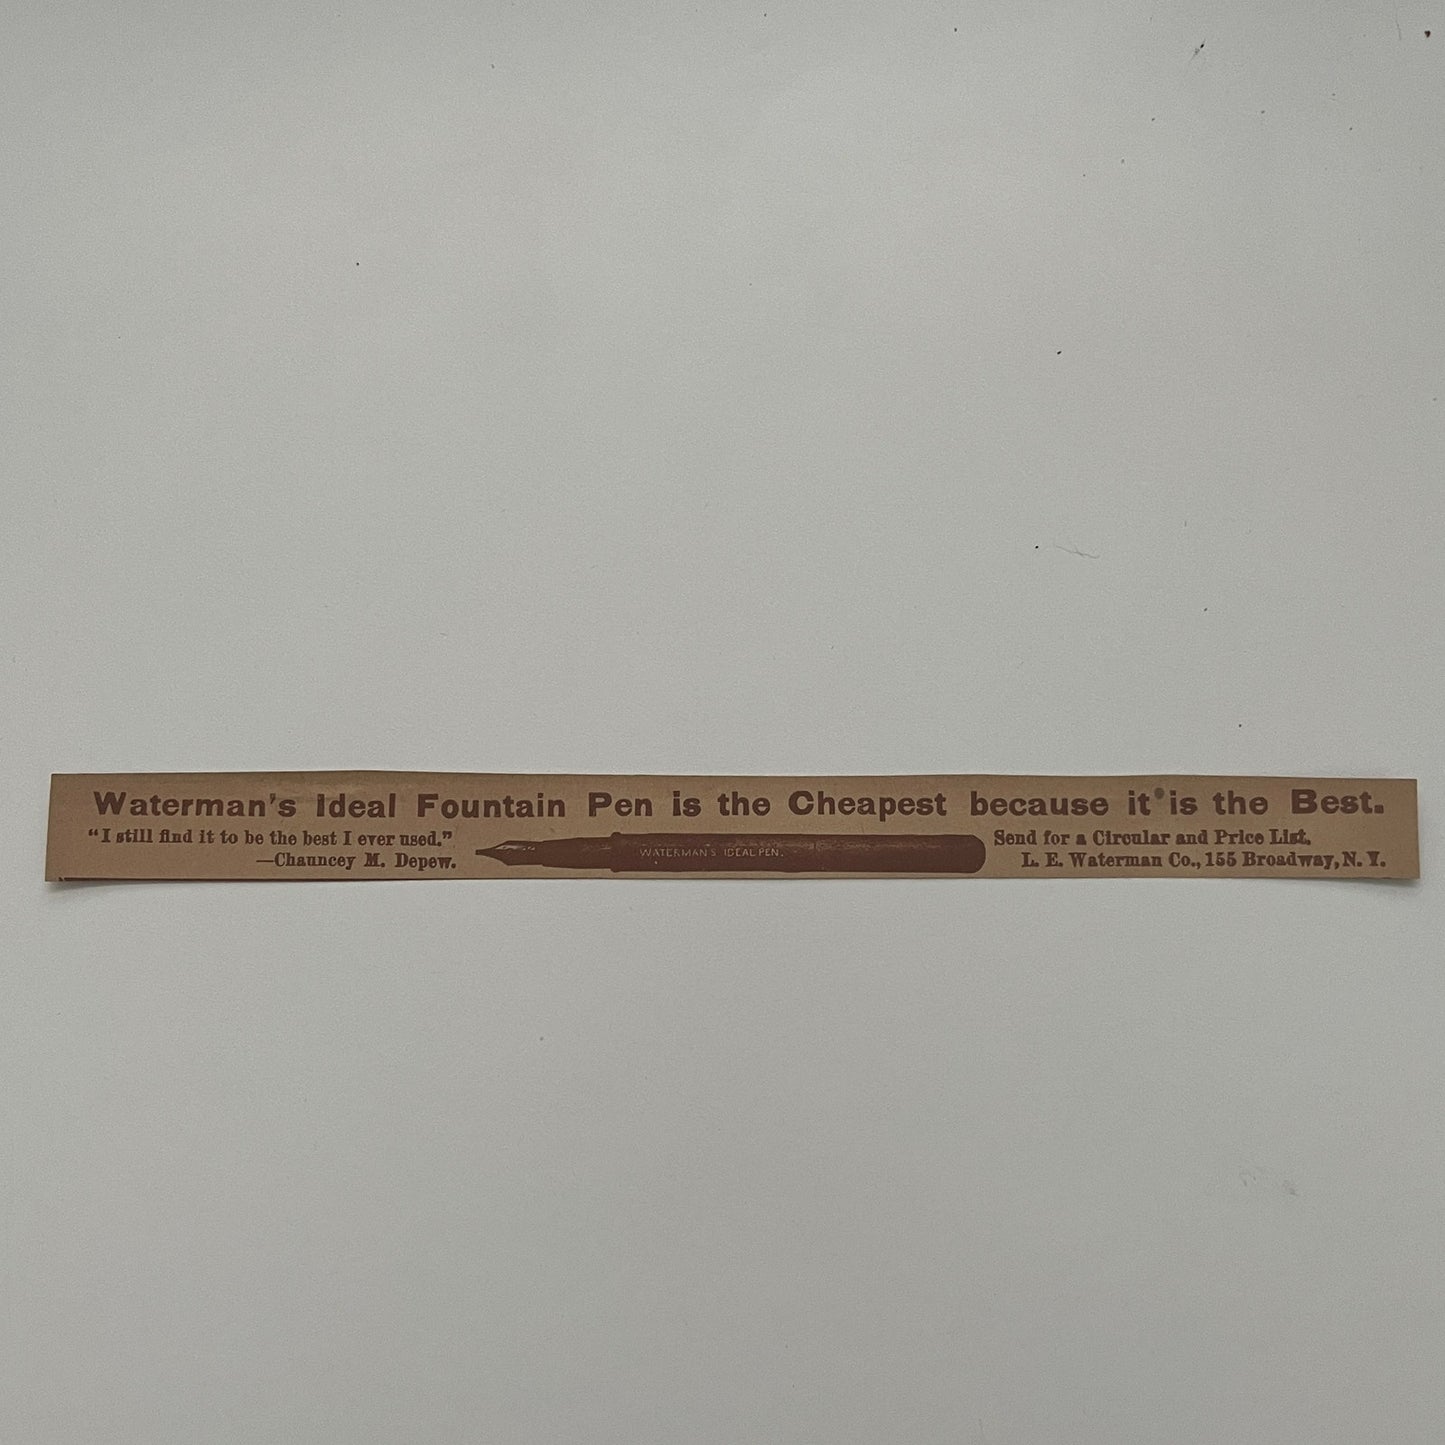 Waterman's Ideal Fountain Pen is the Cheapest because it is the Best.
"I still find it to be the best I ever used."
—Chauncey M. Depew.
WATERMAN'S IDEAL PEN.
Send for a Circular and Price List.
L. E. Waterman Co., 155 Broadway, N. Y.